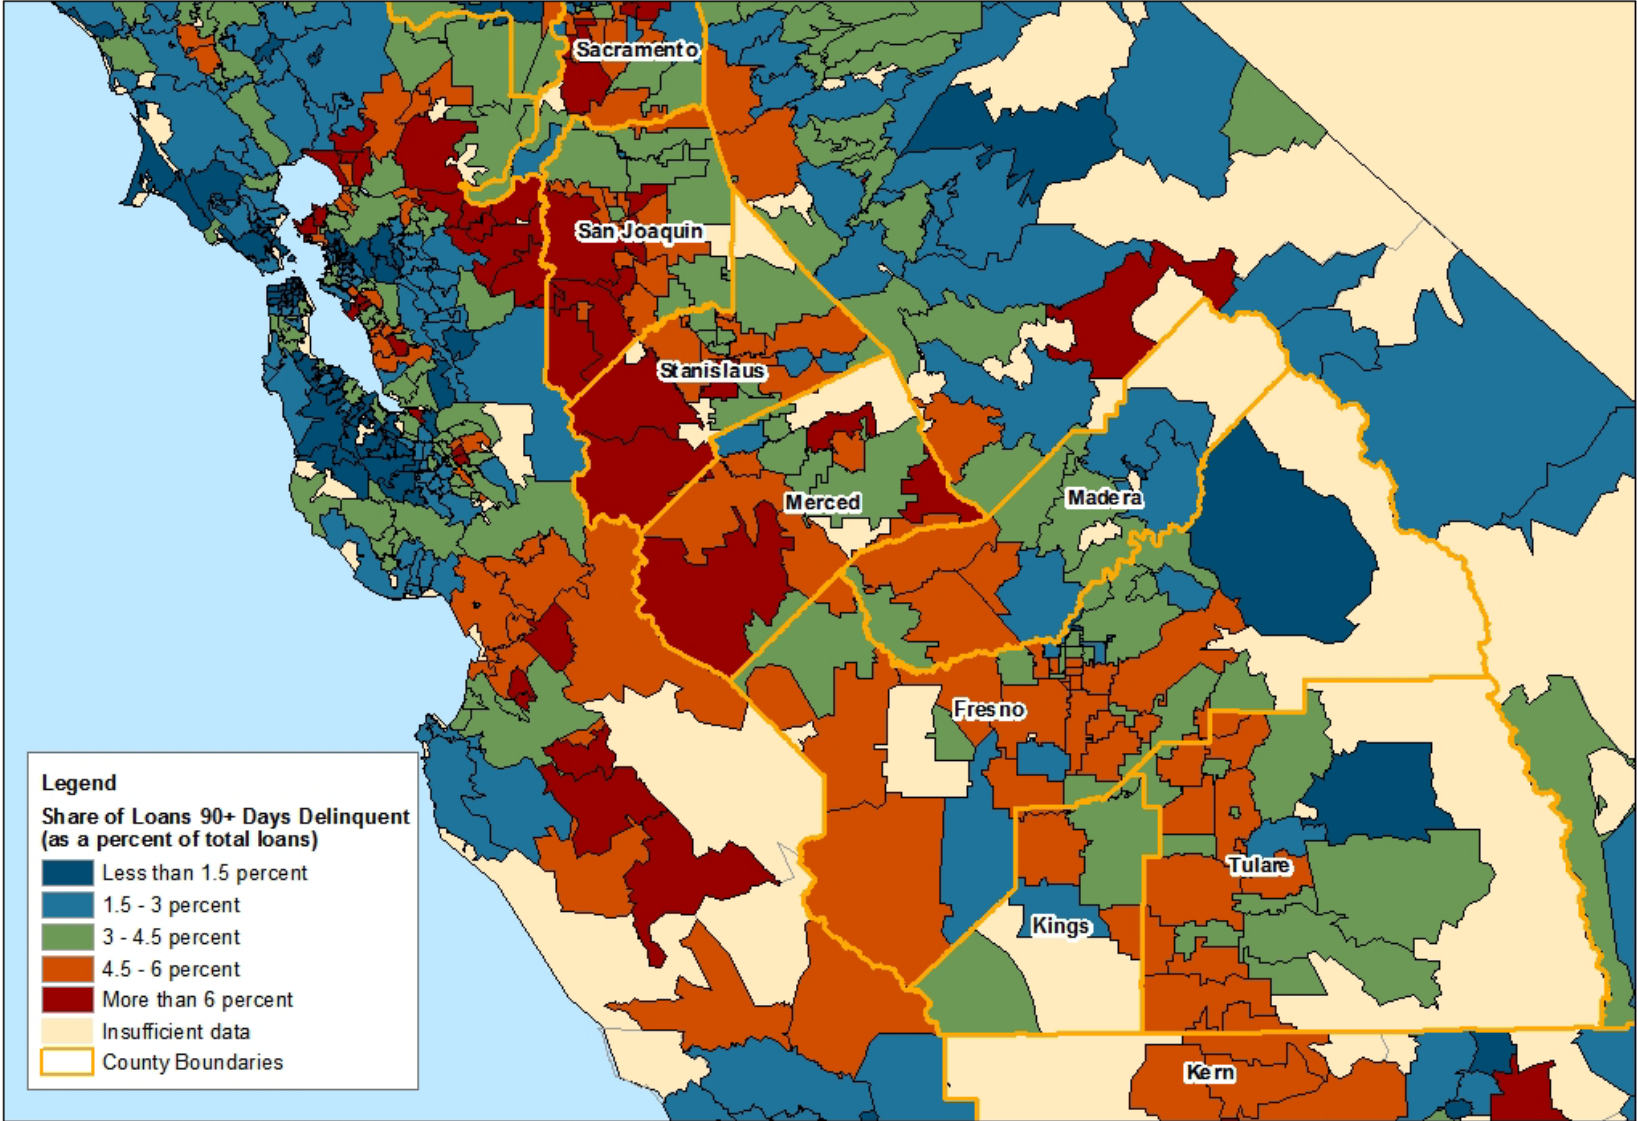 Sacramento
San Joaquin
Stanislaus
Merced
Madera
Fresno
Tulare
Kings
Kern
Legend
Share of Loans 90+ Days Delinquent
(as a percent of total loans)
Less than 1.5 percent
1.5 - 3 percent
3 - 4.5 percent
4.5 - 6 percent
More than 6 percent
Insufficient data
County Boundaries